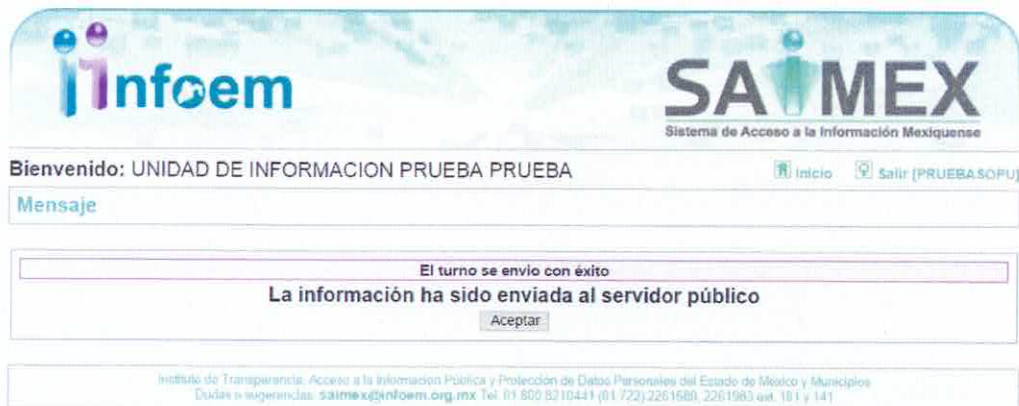 infoem
SAIMEX
Sistema de Acceso a la Información Mexiquense
Bienvenido: UNIDAD DE INFORMACION PRUEBA PRUEBA
Inicio Salir [PRUEBASOPU]
Mensaje
El turno se envio con éxito
La información ha sido enviada al servidor público
Aceptar
Instituto de Transparencia, Acceso a la Información Pública y Protección de Datos Personales del Estado de México y Municipios
Dudas o sugerencias: saimex@infoem.org.mx Tel. 01 800 8210441 (01 722) 2261980, 2261983 ext. 101 y 141